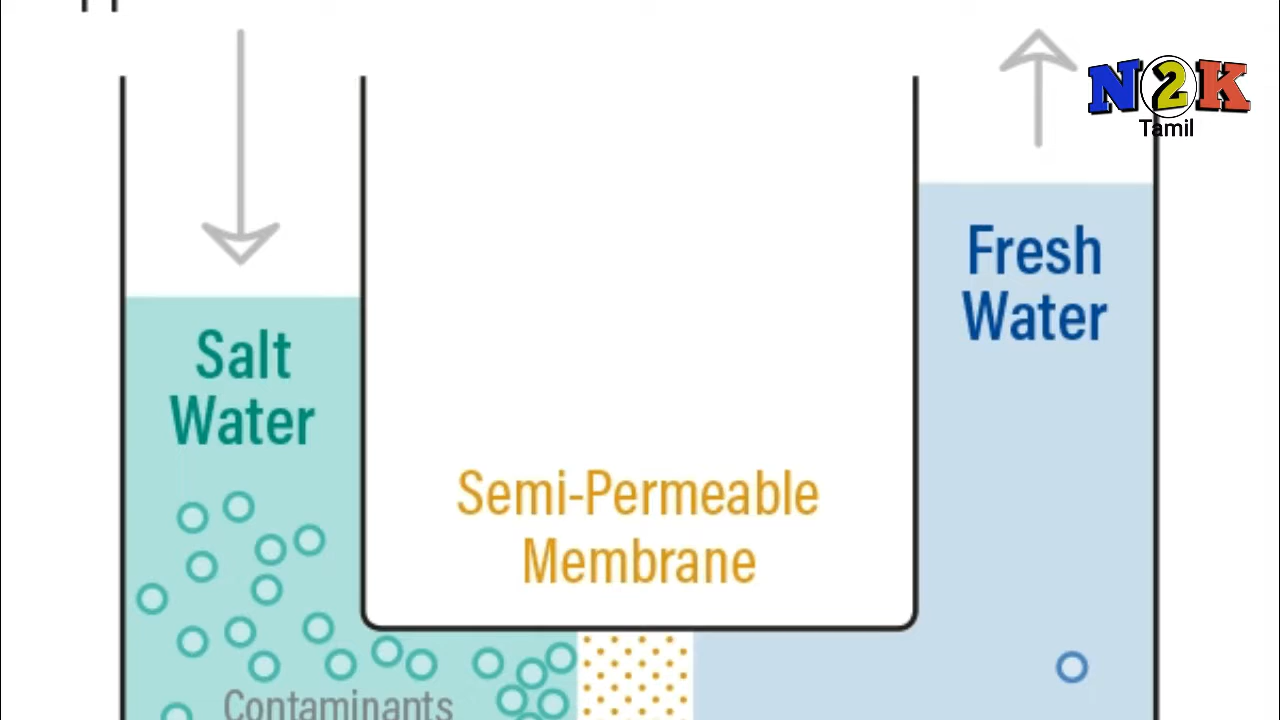 N2K
Tamil
Fresh
Water
Salt
Water
Semi-Permeable
Membrane
Contaminants